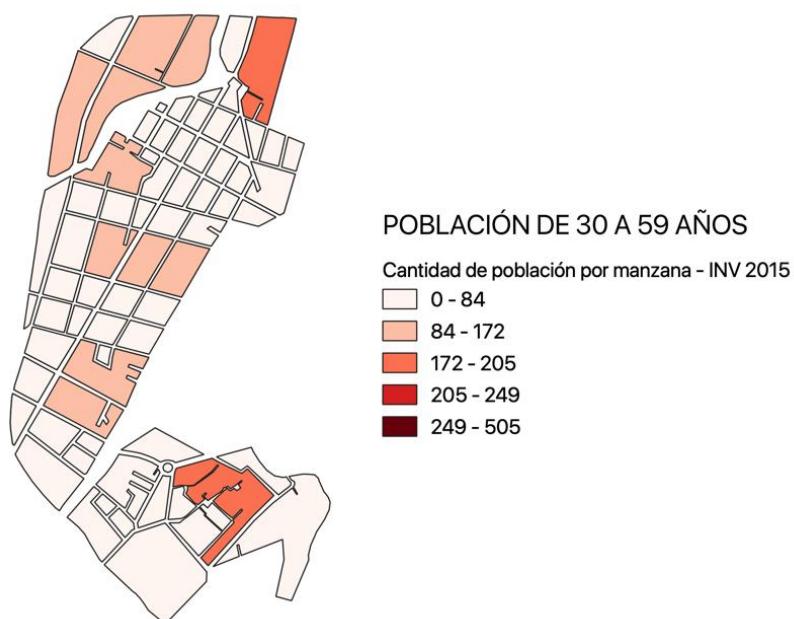 POBLACIÓN DE 30 A 59 AÑOS
Cantidad de población por manzana - INV 2015
0 - 84
84 - 172
172 - 205
205 - 249
249 - 505